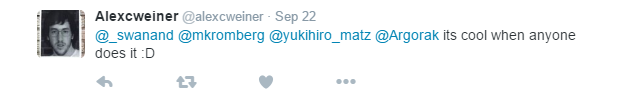 Alexcweiner @alexcweiner · Sep 22
@_swanand @mkromberg @yukihiro_matz @Argorak its cool when anyone
does it :D